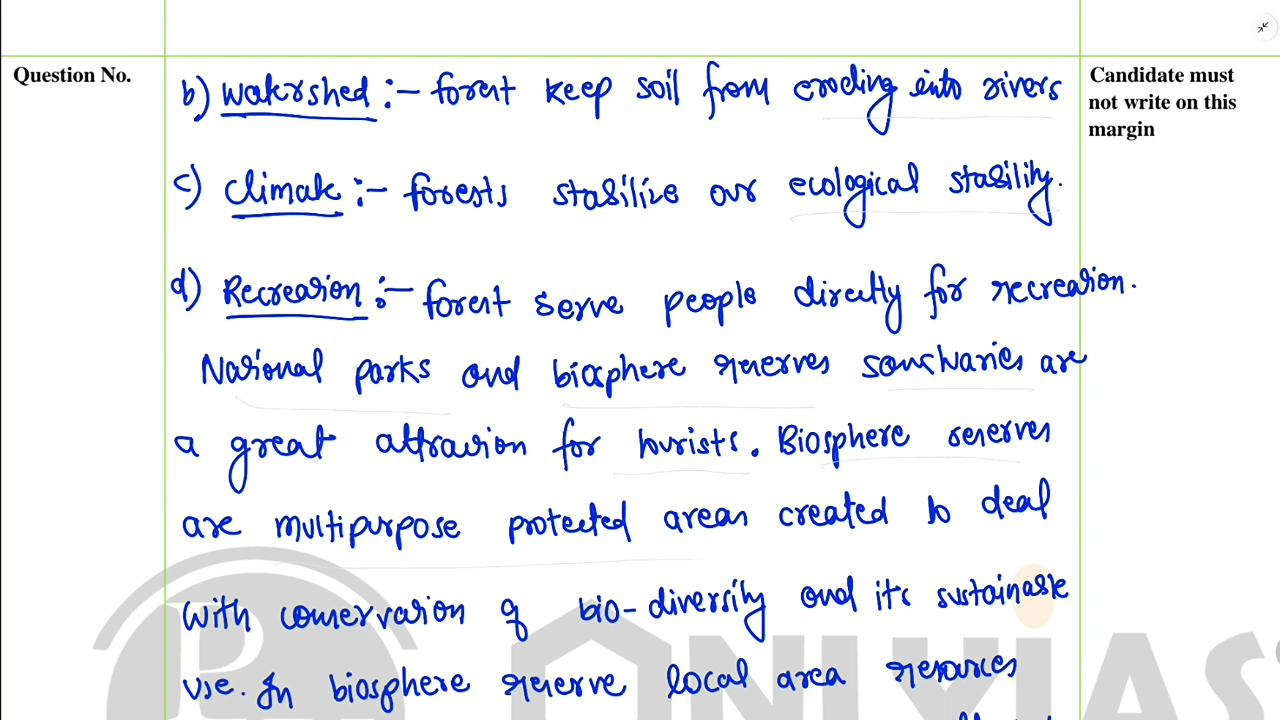 Question No.
Candidate must
not write on this
margin
b) Watershed :- forest keep soil from eroding into rivers
c) Climate :- forests stabilize our ecological stability.
d) Recreation :- forest serve people directly for recreation.
National parks and biosphere reserves sanctuaries are
a great attraction for tourists. Biosphere reserves
are multipurpose protected areas created to deal
with conservation of bio-diversity and its sustainable
use. In biosphere reserve local area resources
ONLYIAS